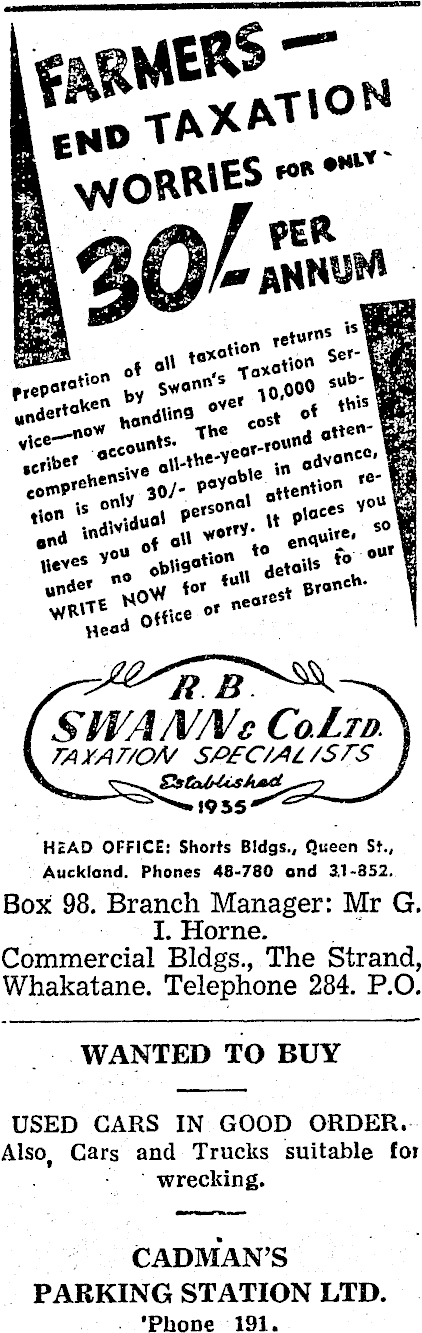 FARMERS—
END TAXATION
WORRIES FOR ONLY
30/- PER
ANNUM
Preparation of all taxation returns is
undertaken by Swann's Taxation Ser-
vice—now handling over 10,000 sub-
scriber accounts. The cost of this
comprehensive all-the-year-round atten-
tion is only 30/- payable in advance,
and individual personal attention re-
lieves you of all worry. It places you
under no obligation to enquire, so
WRITE NOW for full details to our
Head Office or nearest Branch.
R. B.
SWANN & Co. LTD.
TAXATION SPECIALISTS
Established
1935
HEAD OFFICE: Shorts Bldgs., Queen St.,
Auckland. Phones 48-780 and 31-852.
Box 98. Branch Manager: Mr G.
I. Horne.
Commercial Bldgs., The Strand,
Whakatane. Telephone 284. P.O.
WANTED TO BUY
USED CARS IN GOOD ORDER.
Also, Cars and Trucks suitable for
wrecking.
CADMAN'S
PARKING STATION LTD.
'Phone 191.